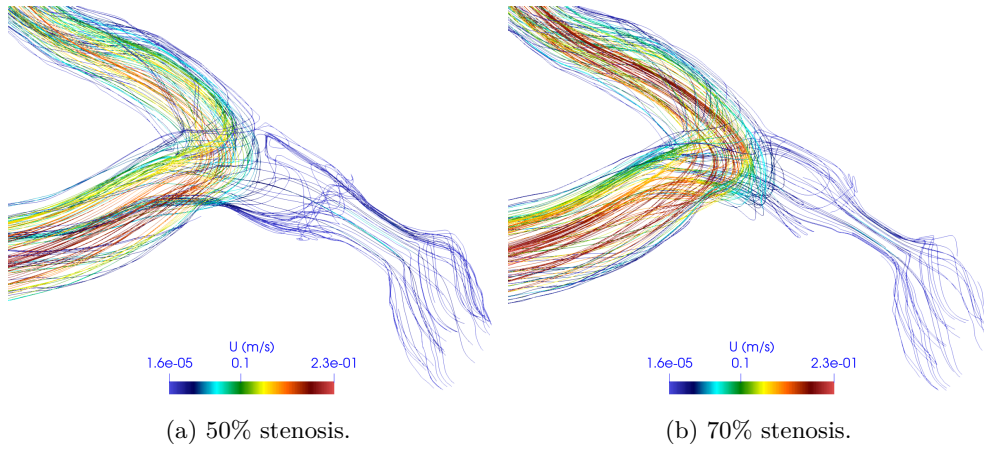 U (m/s)
1.6e-05 0.1 2.3e-01
(a) 50% stenosis.
U (m/s)
1.6e-05 0.1 2.3e-01
(b) 70% stenosis.